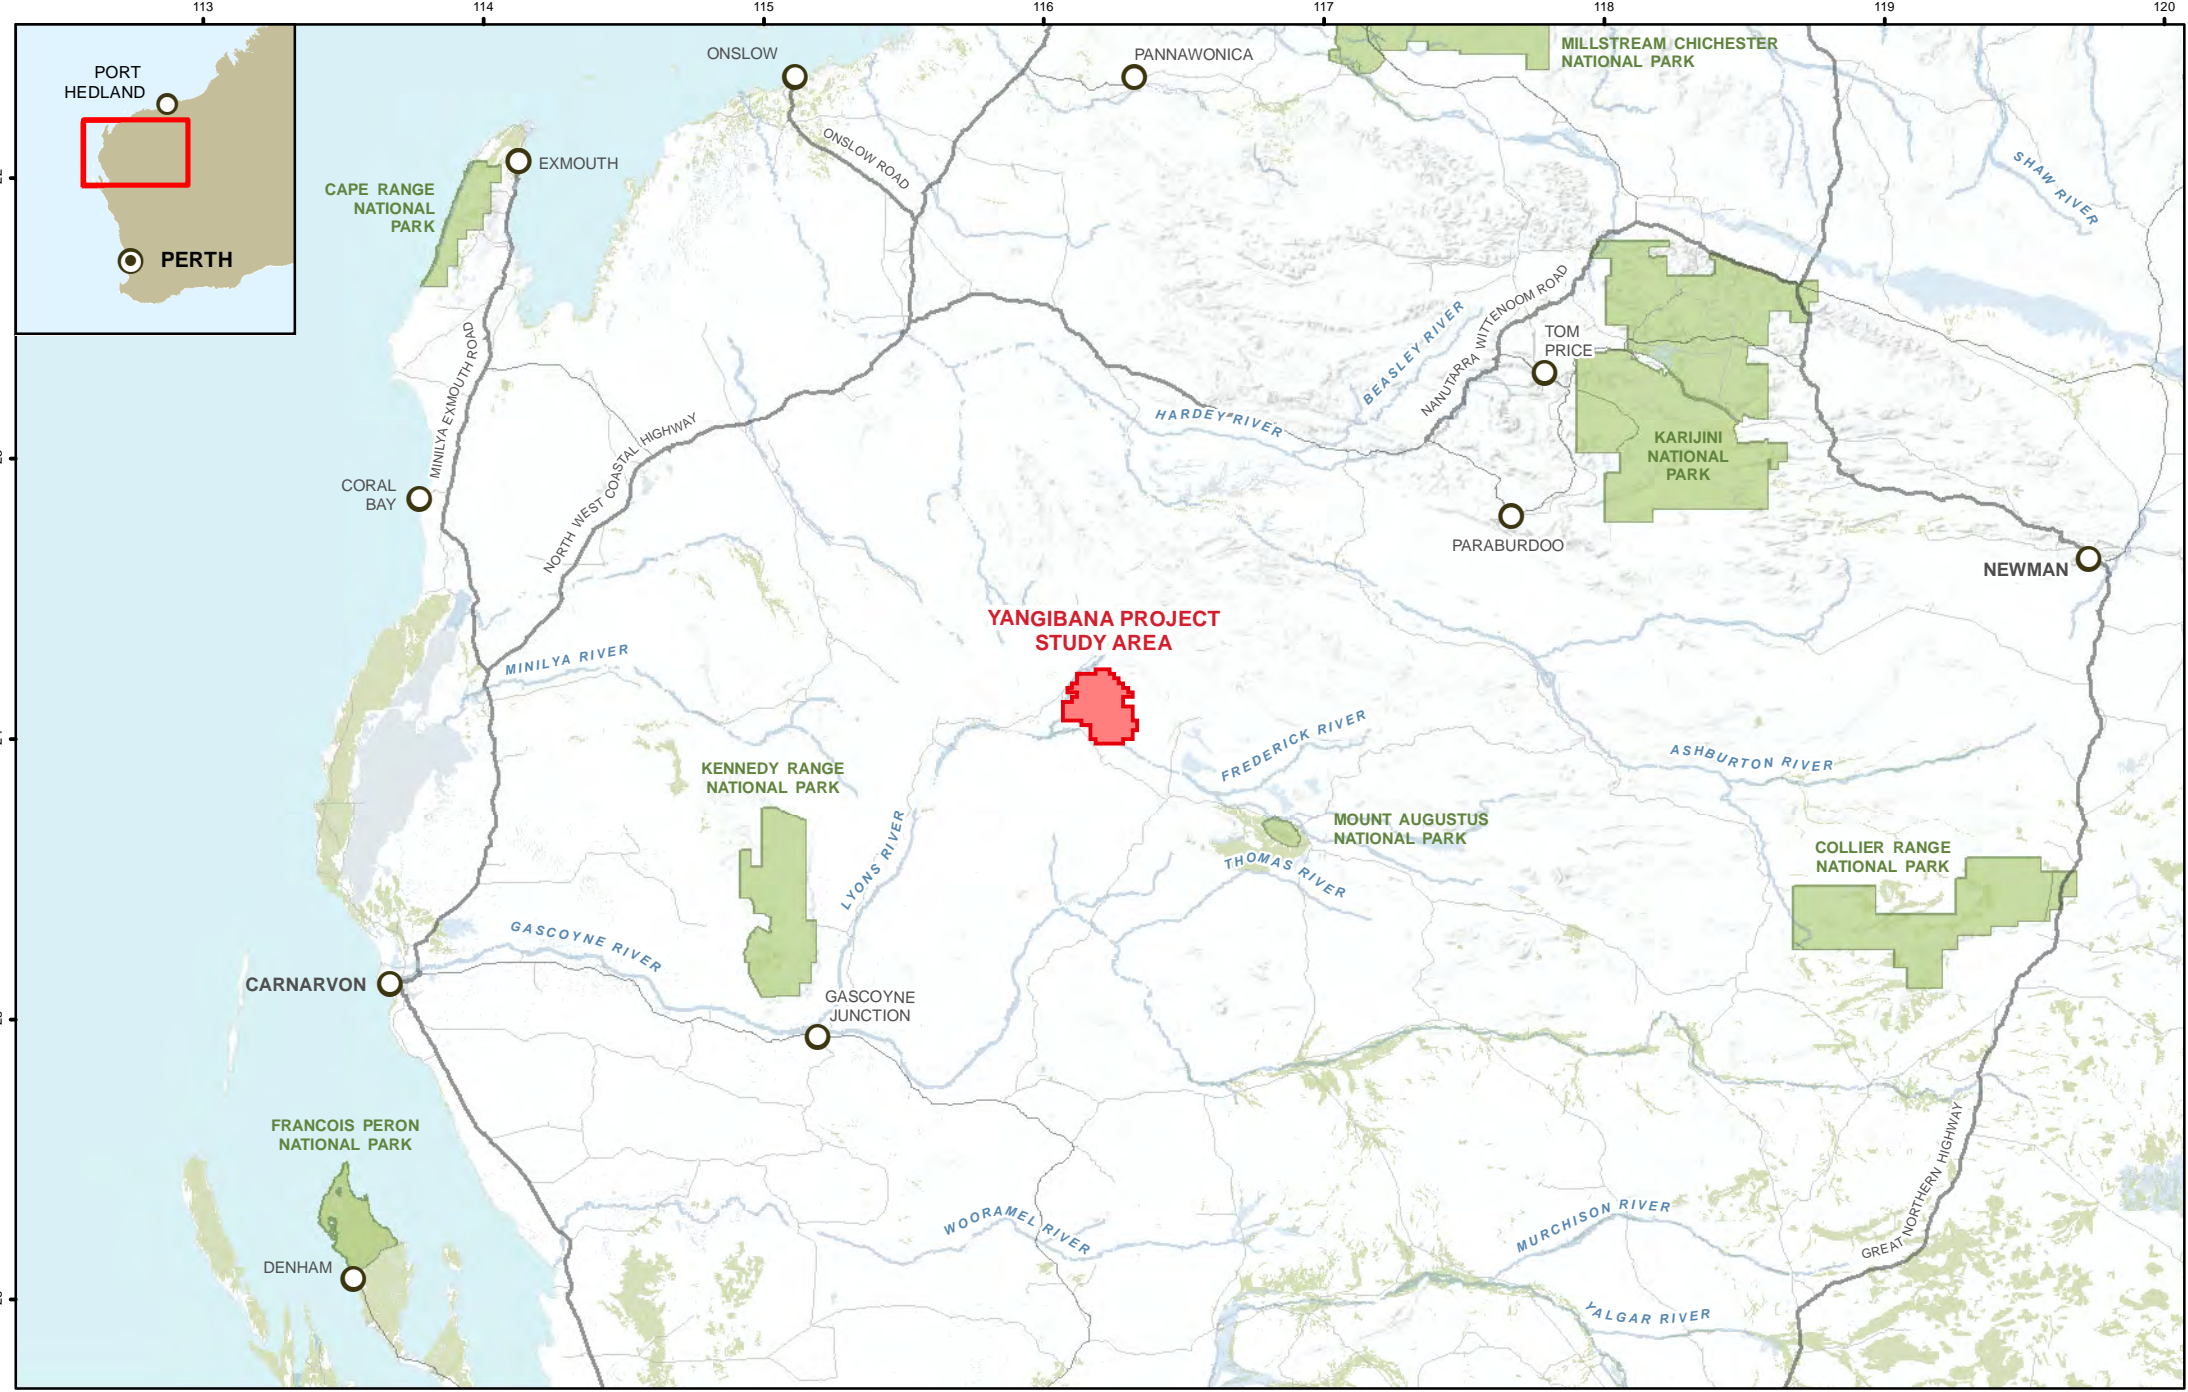 113 114 115 116 117 118 119 120
PORT
HEDLAND
PERTH
ONSLOW
PANNAWONICA
MILLSTREAM CHICHESTER
NATIONAL PARK
ONSLOW ROAD
SHAW RIVER
EXMOUTH
CAPE RANGE
NATIONAL
PARK
MINILYA EXMOUTH ROAD
NANUTARRA WITTENOOM ROAD
BEASLEY RIVER
TOM
PRICE
HARDEY RIVER
NORTH WEST COASTAL HIGHWAY
KARIJINI
NATIONAL
PARK
CORAL
BAY
PARABURDOO
NEWMAN
YANGIBANA PROJECT
STUDY AREA
MINILYA RIVER
FREDERICK RIVER
ASHBURTON RIVER
KENNEDY RANGE
NATIONAL PARK
LYONS RIVER
MOUNT AUGUSTUS
NATIONAL PARK
THOMAS RIVER
COLLIER RANGE
NATIONAL PARK
GASCOYNE RIVER
CARNARVON
GASCOYNE
JUNCTION
FRANCOIS PERON
NATIONAL PARK
GREAT NORTHERN HIGHWAY
WOORAMEL RIVER
MURCHISON RIVER
DENHAM
YALGAR RIVER